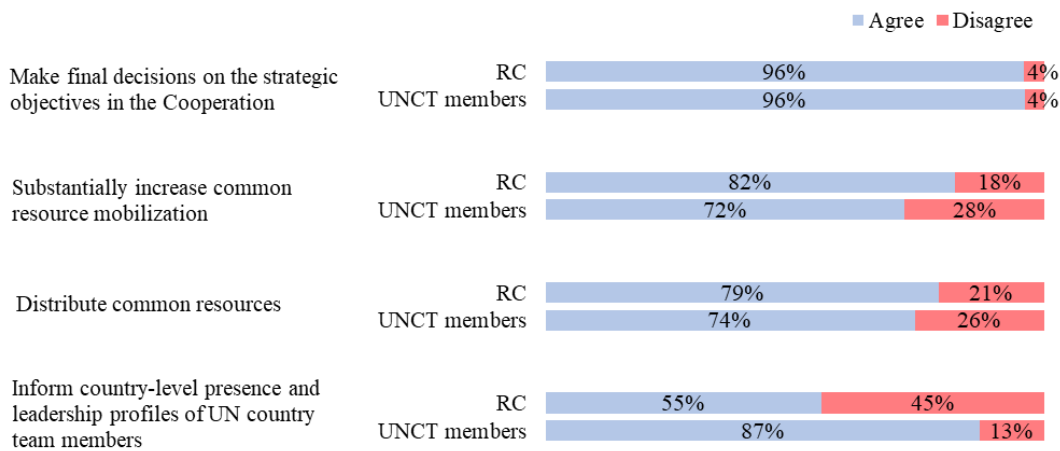 Agree Disagree
Make final decisions on the strategic
objectives in the Cooperation
RC 96% 4%
UNCT members 96% 4%
Substantially increase common
resource mobilization
RC 82% 18%
UNCT members 72% 28%
Distribute common resources
RC 79% 21%
UNCT members 74% 26%
Inform country-level presence and
leadership profiles of UN country
team members
RC 55% 45%
UNCT members 87% 13%